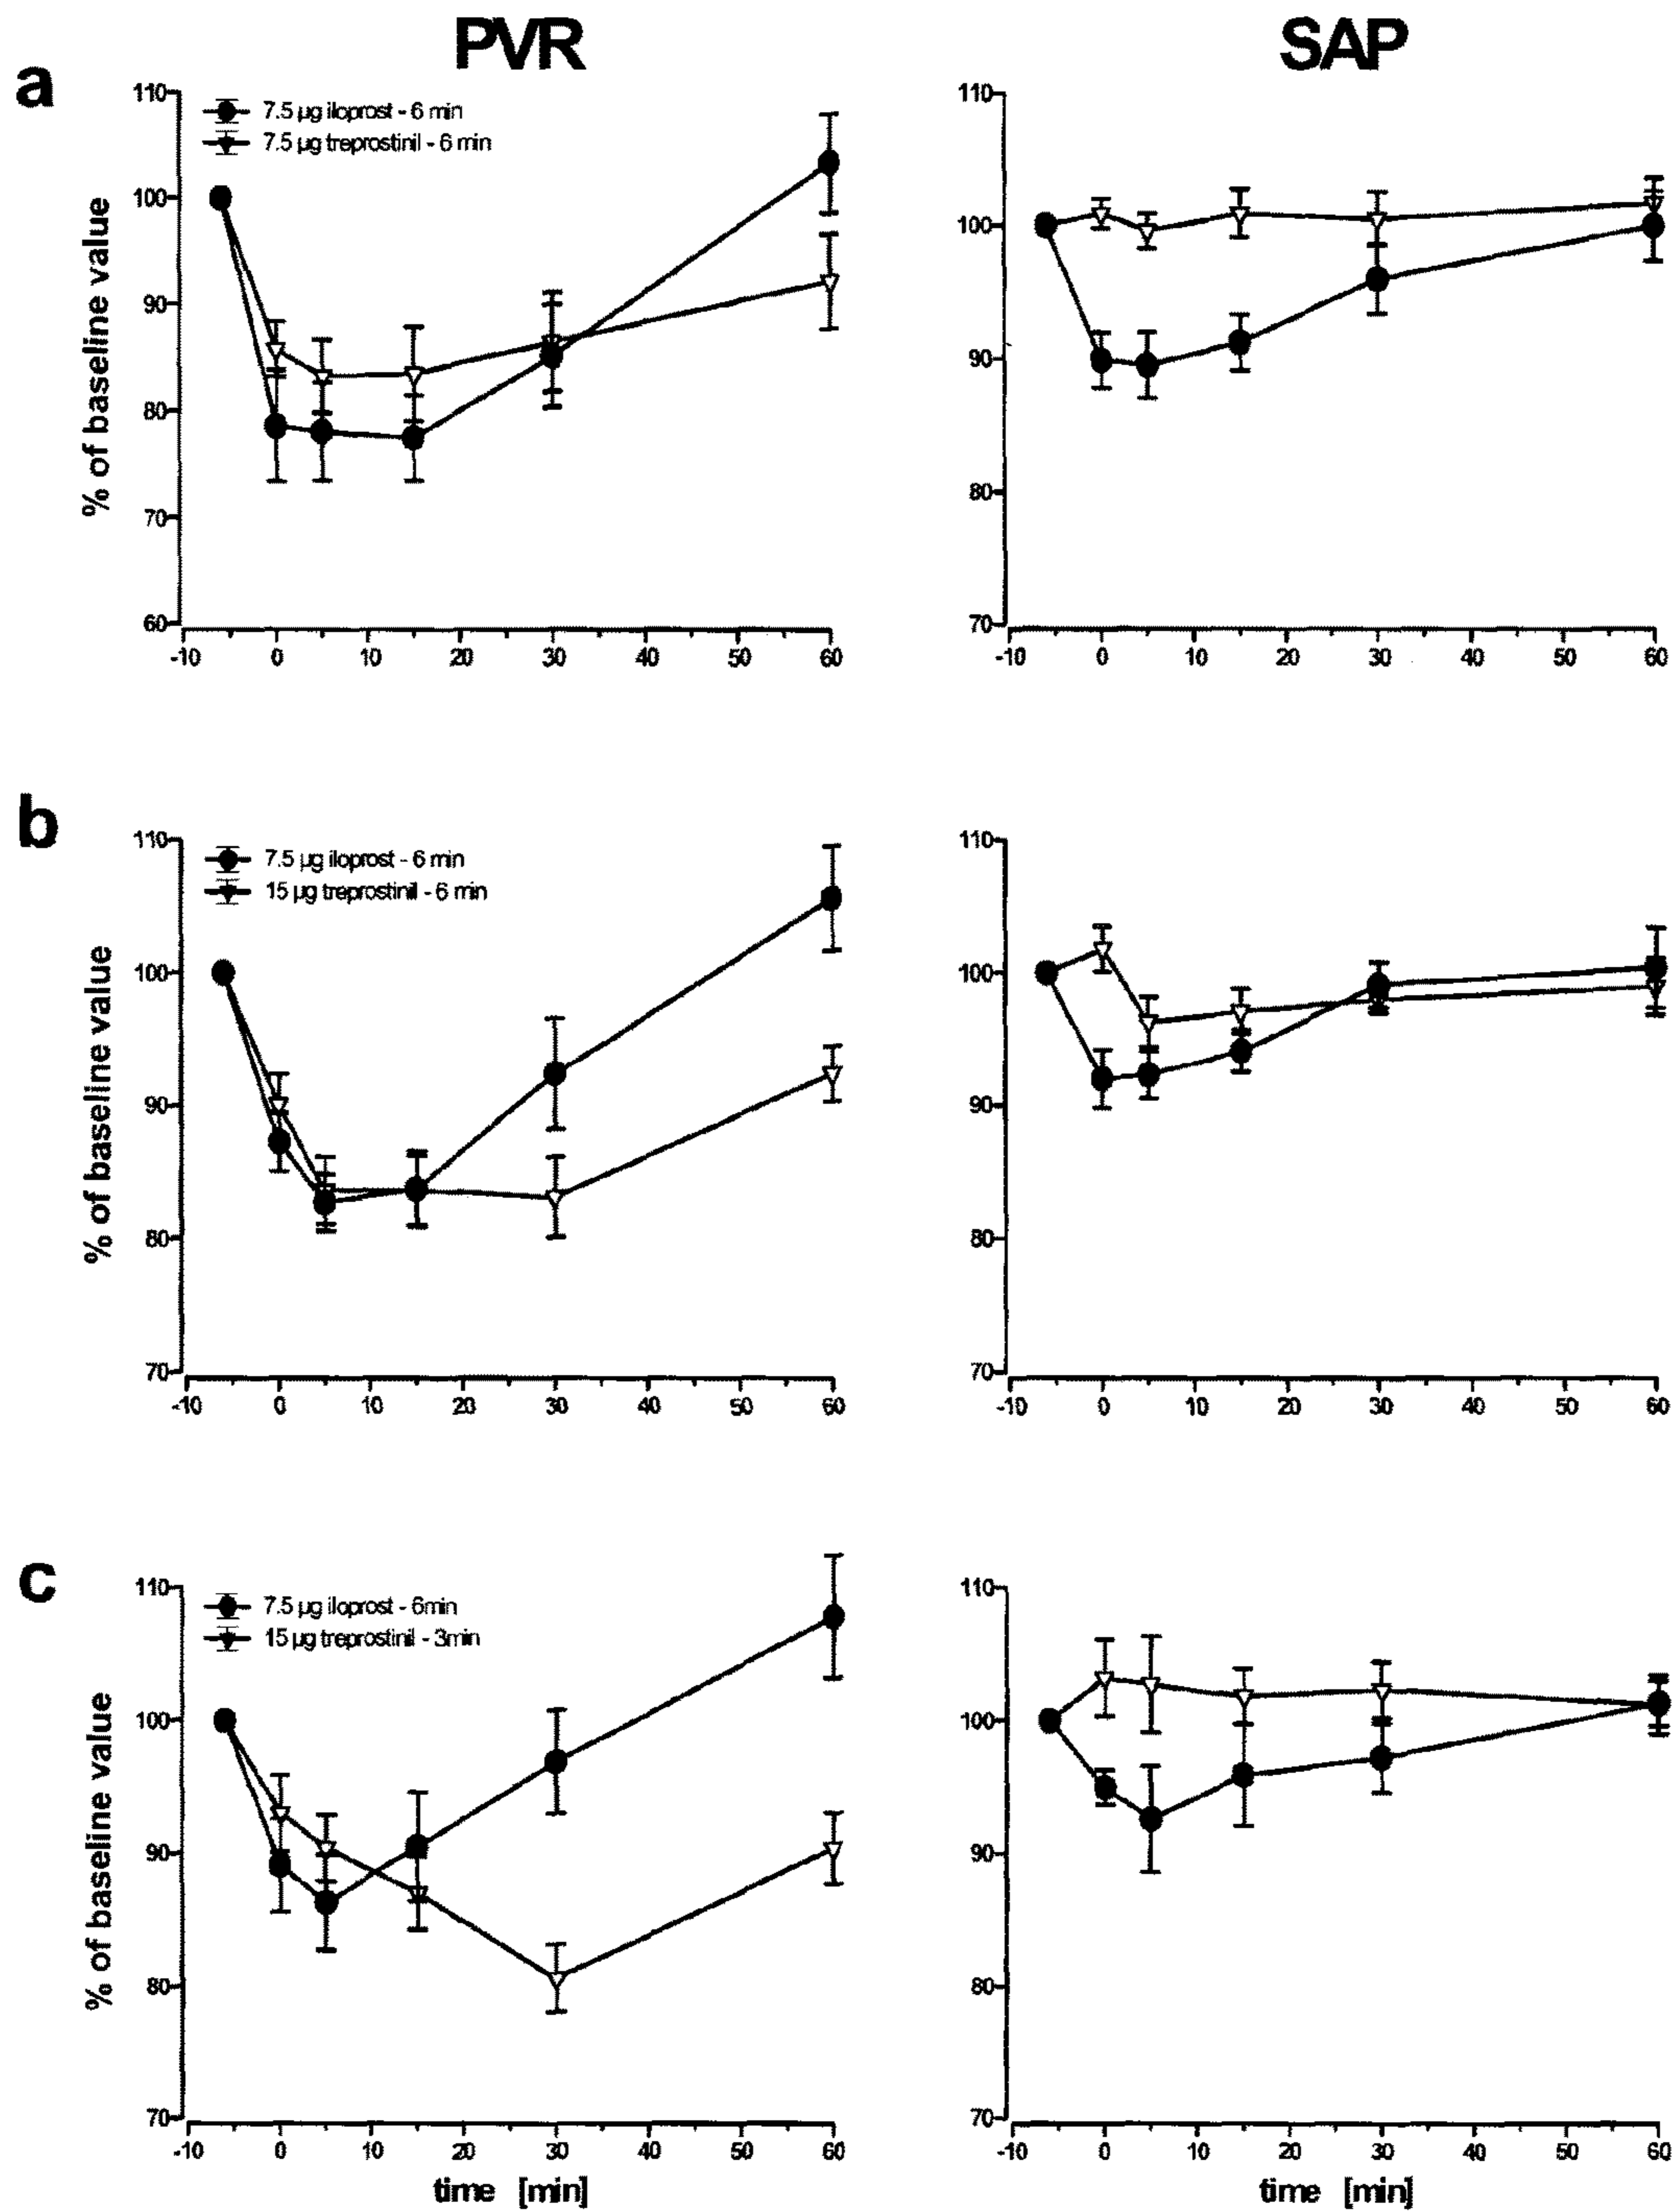 PVR
SAP
a
110
100
90
80
70
60
% of baseline value
7.5 µg iloprost - 6 min
7.5 µg treprostinil - 6 min
-10 0 10 20 30 40 50 60
110
100
90
80
70
-10 0 10 20 30 40 50 60
b
110
100
90
80
70
% of baseline value
7.5 µg iloprost - 6 min
15 µg treprostinil - 6 min
-10 0 10 20 30 40 50 60
110
100
90
80
70
-10 0 10 20 30 40 50 60
c
110
100
90
80
70
% of baseline value
7.5 µg iloprost - 6min
15 µg treprostinil - 3min
-10 0 10 20 30 40 50 60
time [min]
110
100
90
80
70
-10 0 10 20 30 40 50 60
time [min]